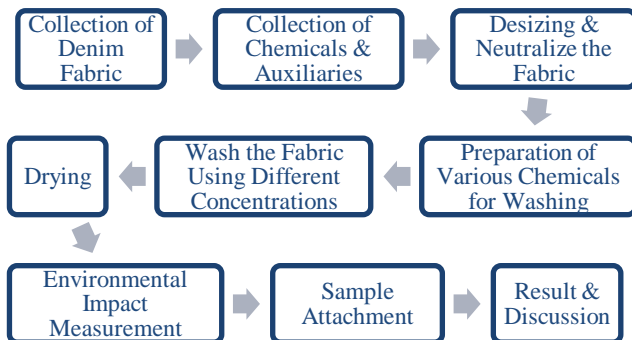 Collection of
Denim
Fabric
Collection of
Chemicals &
Auxiliaries
Desizing &
Neutralize the
Fabric
Preparation of
Various Chemicals
for Washing
Wash the Fabric
Using Different
Concentrations
Drying
Environmental
Impact
Measurement
Sample
Attachment
Result &
Discussion